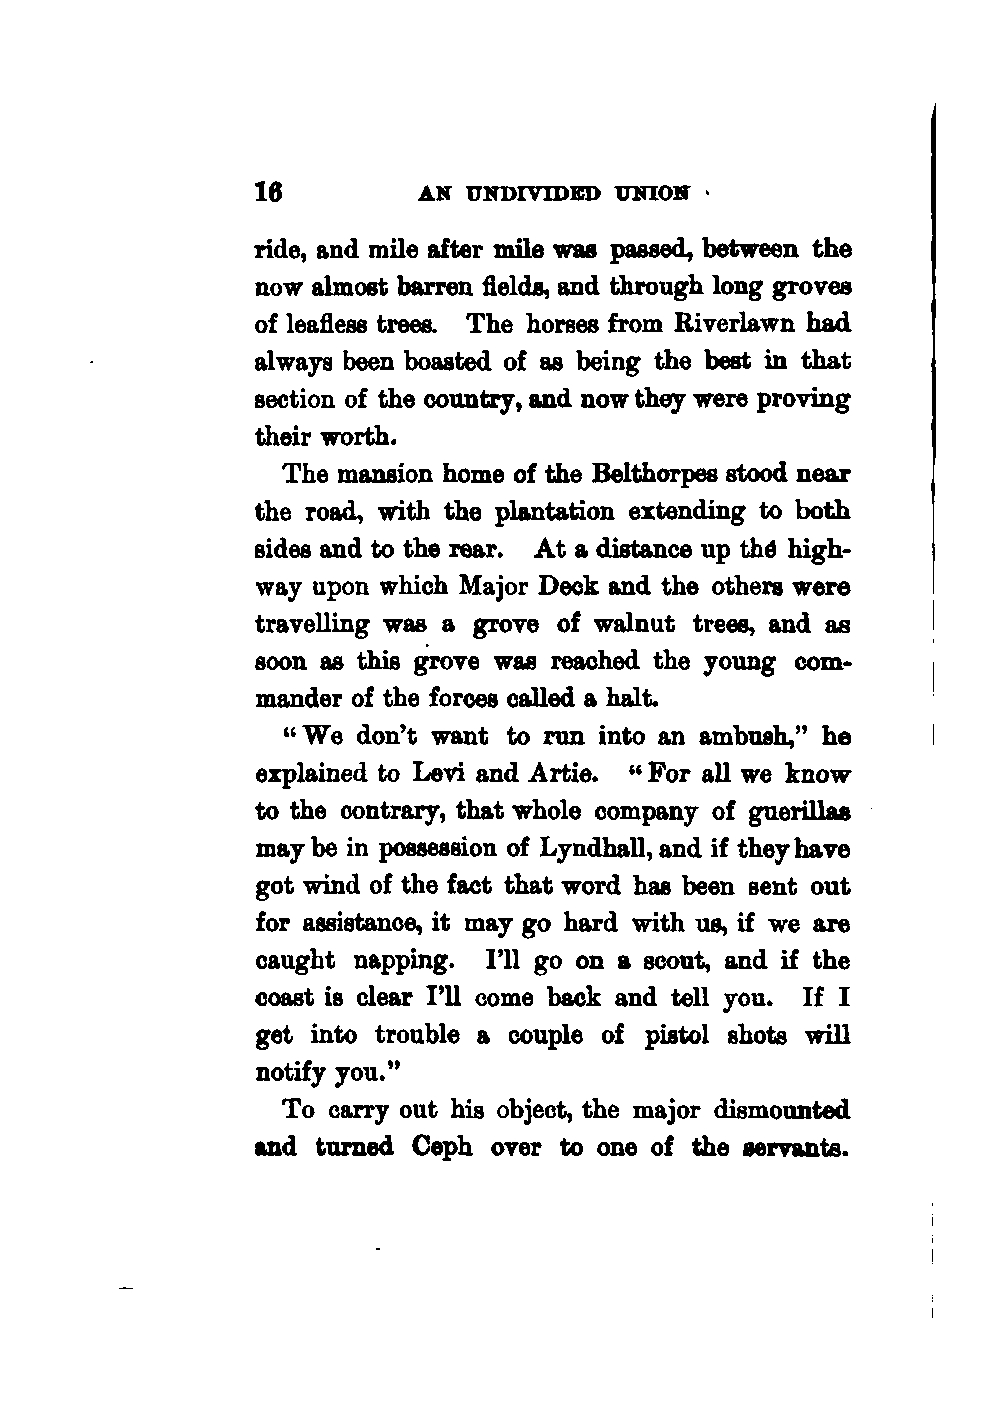 16 AN UNDIVIDED UNION
ride, and mile after mile was passed, between the
now almost barren fields, and through long groves
of leafless trees. The horses from Riverlawn had
always been boasted of as being the best in that
section of the country, and now they were proving
their worth.
The mansion home of the Belthorpes stood near
the road, with the plantation extending to both
sides and to the rear. At a distance up the high-
way upon which Major Deck and the others were
travelling was a grove of walnut trees, and as
soon as this grove was reached the young com-
mander of the forces called a halt.
"We don't want to run into an ambush," he
explained to Levi and Artie. "For all we know
to the contrary, that whole company of guerillas
may be in possession of Lyndhall, and if they have
got wind of the fact that word has been sent out
for assistance, it may go hard with us, if we are
caught napping. I'll go on a scout, and if the
coast is clear I'll come back and tell you. If I
get into trouble a couple of pistol shots will
notify you."
To carry out his object, the major dismounted
and turned Ceph over to one of the servants.